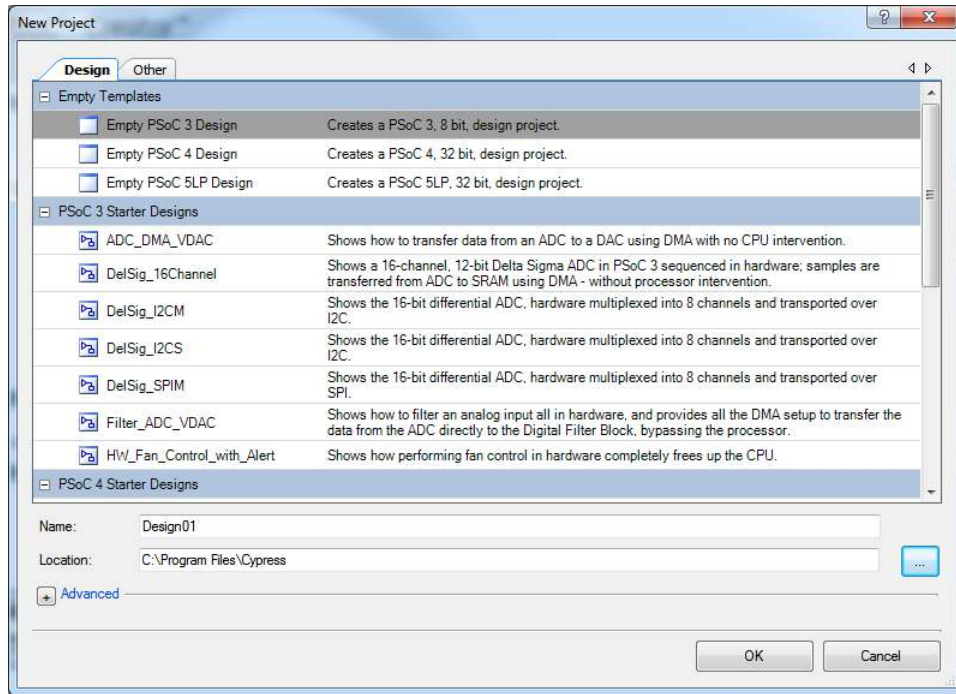 New Project
Design Other
Empty Templates
Empty PSoC 3 Design Creates a PSoC 3, 8 bit, design project.
Empty PSoC 4 Design Creates a PSoC 4, 32 bit, design project.
Empty PSoC 5LP Design Creates a PSoC 5LP, 32 bit, design project.
PSoC 3 Starter Designs
ADC_DMA_VDAC Shows how to transfer data from an ADC to a DAC using DMA with no CPU intervention.
DelSig_16Channel Shows a 16-channel, 12-bit Delta Sigma ADC in PSoC 3 sequenced in hardware; samples are
transferred from ADC to SRAM using DMA - without processor intervention.
DelSig_I2CM Shows the 16-bit differential ADC, hardware multiplexed into 8 channels and transported over
I2C.
DelSig_I2CS Shows the 16-bit differential ADC, hardware multiplexed into 8 channels and transported over
I2C.
DelSig_SPIM Shows the 16-bit differential ADC, hardware multiplexed into 8 channels and transported over
SPI.
Filter_ADC_VDAC Shows how to filter an analog input all in hardware, and provides all the DMA setup to transfer the
data from the ADC directly to the Digital Filter Block, bypassing the processor.
HW_Fan_Control_with_Alert Shows how performing fan control in hardware completely frees up the CPU.
PSoC 4 Starter Designs
Name: Design01
Location: C:\Program Files\Cypress ...
Advanced
OK Cancel